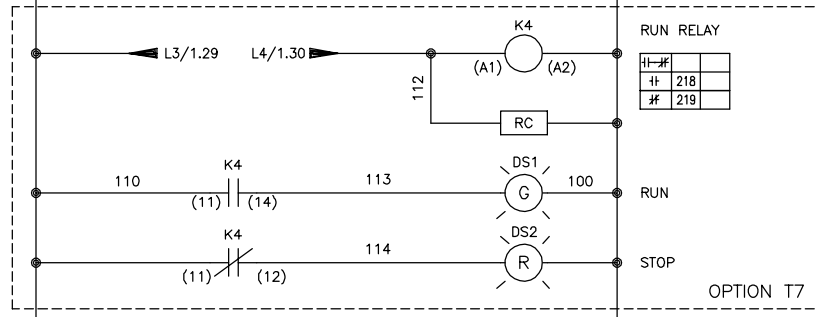 K4
RUN RELAY
L3/1.29 L4/1.30
(A1) (A2)
218
219
112
RC
K4
DS1
110 113 G 100 RUN
(11) (14)
K4
DS2
114 R STOP
(11) (12)
OPTION T7